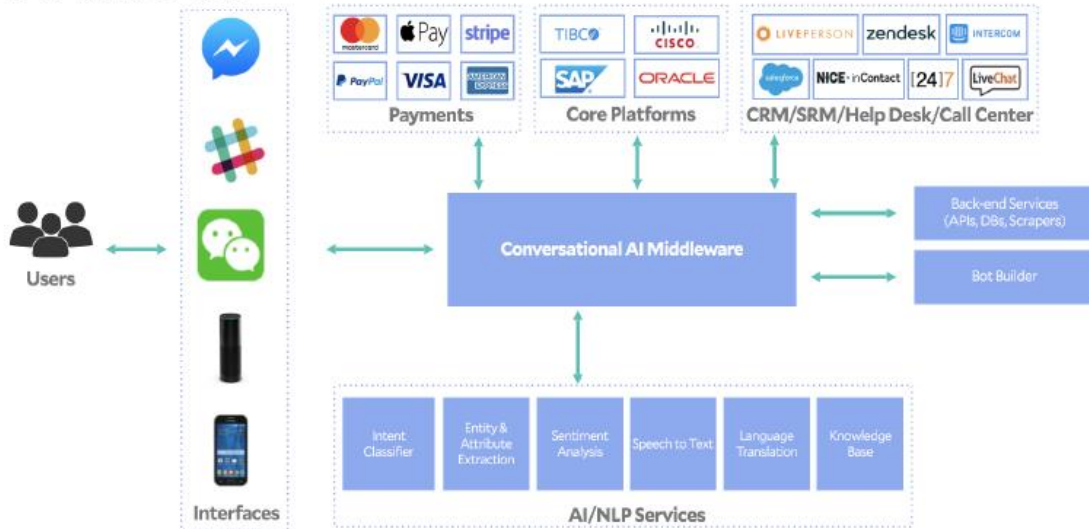 mastercard
Pay
stripe
PayPal
VISA
AMERICAN
EXPRESS
Payments
TIBCO
CISCO
SAP
ORACLE
Core Platforms
LIVEPERSON
zendesk
INTERCOM
salesforce
NICE inContact
[24]7
LiveChat
CRM/SRM/Help Desk/Call Center
Users
Interfaces
Conversational AI Middleware
Back-end Services
(APIs, DBs, Scrapers)
Bot Builder
Intent
Classifier
Entity &
Attribute
Extraction
Sentiment
Analysis
Speech to Text
Language
Translation
Knowledge
Base
AI/NLP Services